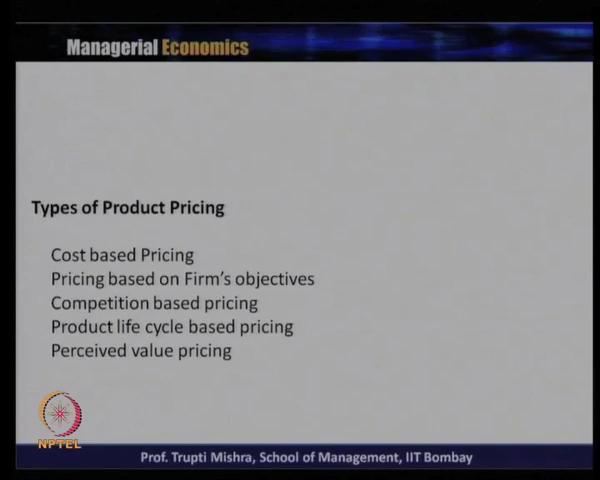 Managerial Economics
Types of Product Pricing
Cost based Pricing
Pricing based on Firm's objectives
Competition based pricing
Product life cycle based pricing
Perceived value pricing
NPTEL
Prof. Trupti Mishra, School of Management, IIT Bombay